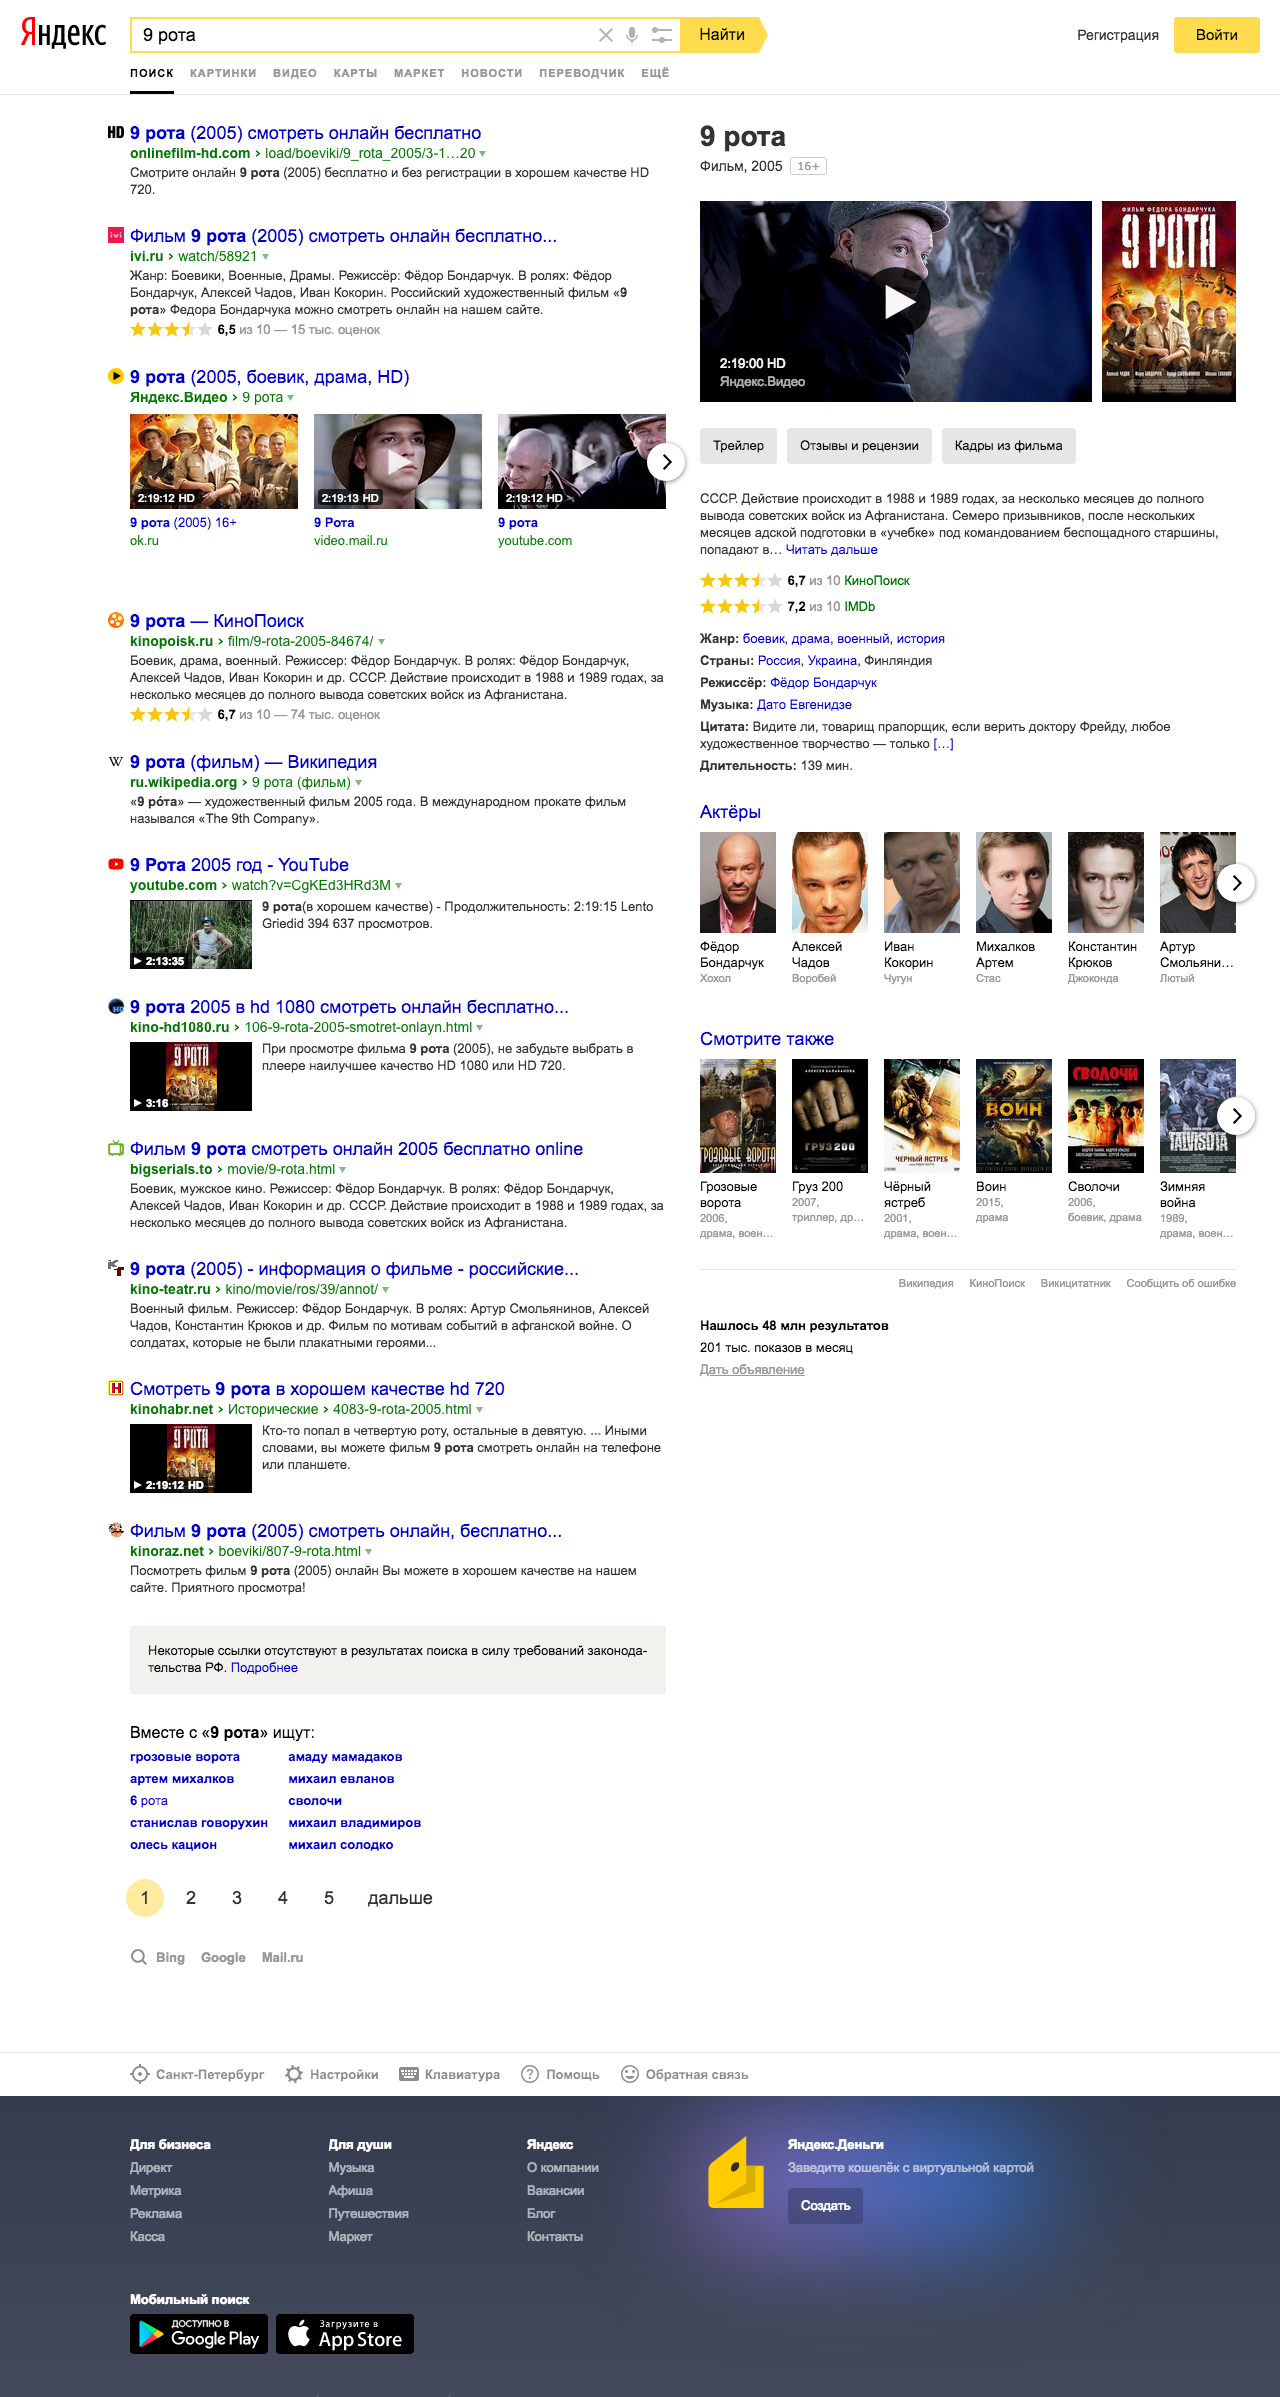 Яндекс
9 рота
Найти
Регистрация
Войти
ПОИСК КАРТИНКИ ВИДЕО КАРТЫ МАРКЕТ НОВОСТИ ПЕРЕВОДЧИК ЕЩЁ
HD 9 рота (2005) смотреть онлайн бесплатно
onlinefilm-hd.com › load/boeviki/9_rota_2005/3-1…20
Смотрите онлайн 9 рота (2005) бесплатно и без регистрации в хорошем качестве HD
720.
ivi Фильм 9 рота (2005) смотреть онлайн бесплатно...
ivi.ru › watch/58921
Жанр: Боевики, Военные, Драмы. Режиссёр: Фёдор Бондарчук. В ролях: Фёдор
Бондарчук, Алексей Чадов, Иван Кокорин. Российский художественный фильм «9
рота» Федора Бондарчука можно смотреть онлайн на нашем сайте.
6,5 из 10 — 15 тыс. оценок
9 рота (2005, боевик, драма, HD)
Яндекс.Видео › 9 рота
2:19:12 HD
2:19:13 HD
2:19:12 HD
9 рота (2005) 16+
ok.ru
9 Рота
video.mail.ru
9 рота
youtube.com
9 рота — КиноПоиск
kinopoisk.ru › film/9-rota-2005-84674/
Боевик, драма, военный. Режиссер: Фёдор Бондарчук. В ролях: Фёдор Бондарчук,
Алексей Чадов, Иван Кокорин и др. СССР. Действие происходит в 1988 и 1989 годах, за
несколько месяцев до полного вывода советских войск из Афганистана.
6,7 из 10 — 74 тыс. оценок
W 9 рота (фильм) — Википедия
ru.wikipedia.org › 9 рота (фильм)
«9 ро́та» — художественный фильм 2005 года. В международном прокате фильм
назывался «The 9th Company».
9 Рота 2005 год - YouTube
youtube.com › watch?v=CgKEd3HRd3M
2:13:35
9 рота(в хорошем качестве) - Продолжительность: 2:19:15 Lento
Griedid 394 637 просмотров.
9 рота 2005 в hd 1080 смотреть онлайн бесплатно...
kino-hd1080.ru › 106-9-rota-2005-smotret-onlayn.html
9 РОТА
3:16
При просмотре фильма 9 рота (2005), не забудьте выбрать в
плеере наилучшее качество HD 1080 или HD 720.
Фильм 9 рота смотреть онлайн 2005 бесплатно online
bigserials.to › movie/9-rota.html
Боевик, мужское кино. Режиссер: Фёдор Бондарчук. В ролях: Фёдор Бондарчук,
Алексей Чадов, Иван Кокорин и др. СССР. Действие происходит в 1988 и 1989 годах, за
несколько месяцев до полного вывода советских войск из Афганистана.
9 рота (2005) - информация о фильме - российские...
kino-teatr.ru › kino/movie/ros/39/annot/
Военный фильм. Режиссер: Фёдор Бондарчук. В ролях: Артур Смольянинов, Алексей
Чадов, Константин Крюков и др. Фильм по мотивам событий в афганской войне. О
солдатах, которые не были плакатными героями...
H Смотреть 9 рота в хорошем качестве hd 720
kinohabr.net › Исторические › 4083-9-rota-2005.html
9 РОТА
2:19:12 HD
Кто-то попал в четвертую роту, остальные в девятую. ... Иными
словами, вы можете фильм 9 рота смотреть онлайн на телефоне
или планшете.
Фильм 9 рота (2005) смотреть онлайн, бесплатно...
kinoraz.net › boeviki/807-9-rota.html
Посмотреть фильм 9 рота (2005) онлайн Вы можете в хорошем качестве на нашем
сайте. Приятного просмотра!
Некоторые ссылки отсутствуют в результатах поиска в силу требований законода-
тельства РФ. Подробнее
Вместе с «9 рота» ищут:
грозовые ворота
артем михалков
6 рота
станислав говорухин
олесь кацион
амаду мамадаков
михаил евланов
сволочи
михаил владимиров
михаил солодко
1 2 3 4 5 дальше
Bing Google Mail.ru
9 рота
Фильм, 2005 16+
2:19:00 HD
Яндекс.Видео
ФИЛЬМ ФЕДОРА БОНДАРЧУКА
9 РОТА
Трейлер
Отзывы и рецензии
Кадры из фильма
СССР. Действие происходит в 1988 и 1989 годах, за несколько месяцев до полного
вывода советских войск из Афганистана. Семеро призывников, после нескольких
месяцев адской подготовки в «учебке» под командованием беспощадного старшины,
попадают в… Читать дальше
6,7 из 10 КиноПоиск
7,2 из 10 IMDb
Жанр: боевик, драма, военный, история
Страны: Россия, Украина, Финляндия
Режиссёр: Фёдор Бондарчук
Музыка: Дато Евгенидзе
Цитата: Видите ли, товарищ прапорщик, если верить доктору Фрейду, любое
художественное творчество — только […]
Длительность: 139 мин.
Актёры
Фёдор
Бондарчук
Хохол
Алексей
Чадов
Воробей
Иван
Кокорин
Чугун
Михалков
Артем
Стас
Константин
Крюков
Джоконда
Артур
Смольяни…
Лютый
Смотрите также
ГРОЗОВЫЕ ВОРОТА
АЛЕКСЕЯ БАЛАБАНОВА
ГРУЗ 200
ЧЕРНЫЙ ЯСТРЕБ
ВОИН
СВОЛОЧИ
TALVISOTA
Грозовые
ворота
2006,
драма, воен…
Груз 200
2007,
триллер, др…
Чёрный
ястреб
2001,
драма, воен…
Воин
2015,
драма
Сволочи
2006,
боевик, драма
Зимняя
война
1989,
драма, воен…
Википедия КиноПоиск Викицитатник Сообщить об ошибке
Нашлось 48 млн результатов
201 тыс. показов в месяц
Дать объявление
Санкт-Петербург Настройки Клавиатура Помощь Обратная связь
Для бизнеса
Директ
Метрика
Реклама
Касса
Для души
Музыка
Афиша
Путешествия
Маркет
Яндекс
О компании
Вакансии
Блог
Контакты
Яндекс.Деньги
Заведите кошелёк с виртуальной картой
Создать
Мобильный поиск
ДОСТУПНО В
Google Play
Загрузите в
App Store